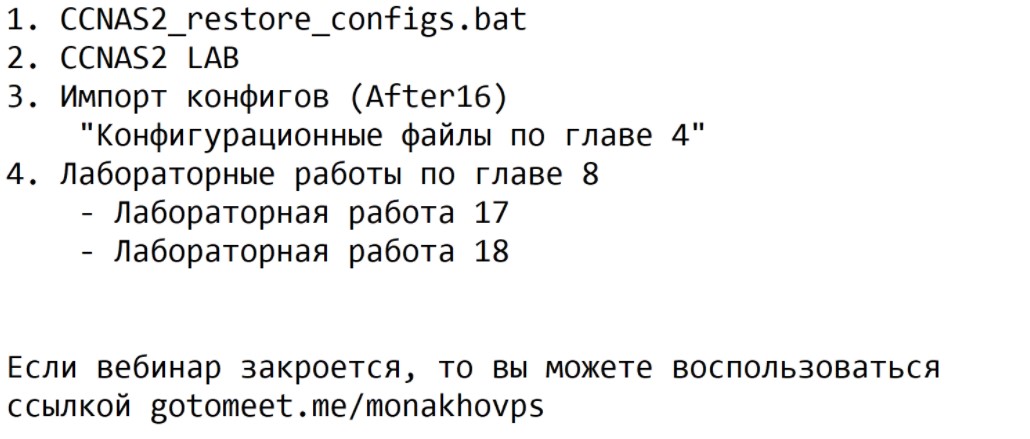 1. CCNAS2_restore_configs.bat
2. CCNAS2 LAB
3. Импорт конфигов (After16)
"Конфигурационные файлы по главе 4"
4. Лабораторные работы по главе 8
- Лабораторная работа 17
- Лабораторная работа 18
Если вебинар закроется, то вы можете воспользоваться
ссылкой gotomeet.me/monakhovps